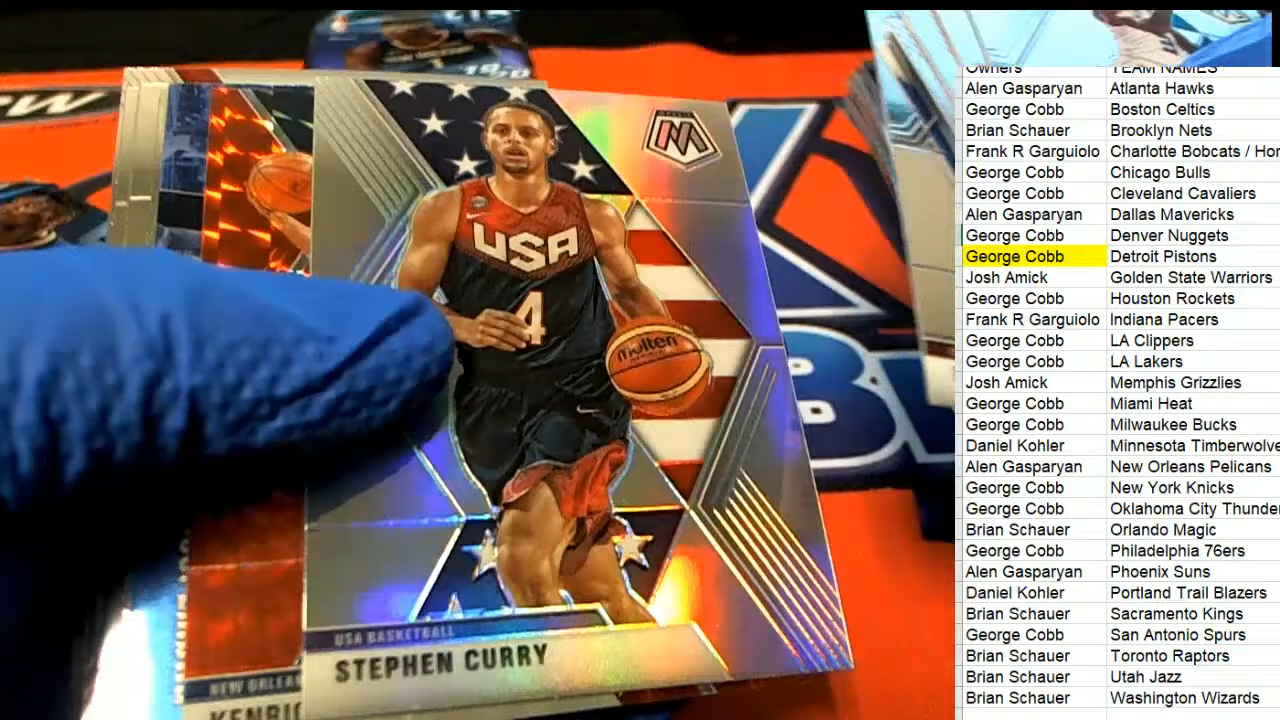 19-20
USA
4
molten
USA BASKETBALL
STEPHEN CURRY
NEW ORLEA
KENRIC
Owners TEAM NAMES
Alen Gasparyan Atlanta Hawks
George Cobb Boston Celtics
Brian Schauer Brooklyn Nets
Frank R Garguiolo Charlotte Bobcats / Hor
George Cobb Chicago Bulls
George Cobb Cleveland Cavaliers
Alen Gasparyan Dallas Mavericks
George Cobb Denver Nuggets
George Cobb Detroit Pistons
Josh Amick Golden State Warriors
George Cobb Houston Rockets
Frank R Garguiolo Indiana Pacers
George Cobb LA Clippers
George Cobb LA Lakers
Josh Amick Memphis Grizzlies
George Cobb Miami Heat
George Cobb Milwaukee Bucks
Daniel Kohler Minnesota Timberwolve
Alen Gasparyan New Orleans Pelicans
George Cobb New York Knicks
George Cobb Oklahoma City Thunder
Brian Schauer Orlando Magic
George Cobb Philadelphia 76ers
Alen Gasparyan Phoenix Suns
Daniel Kohler Portland Trail Blazers
Brian Schauer Sacramento Kings
George Cobb San Antonio Spurs
Brian Schauer Toronto Raptors
Brian Schauer Utah Jazz
Brian Schauer Washington Wizards